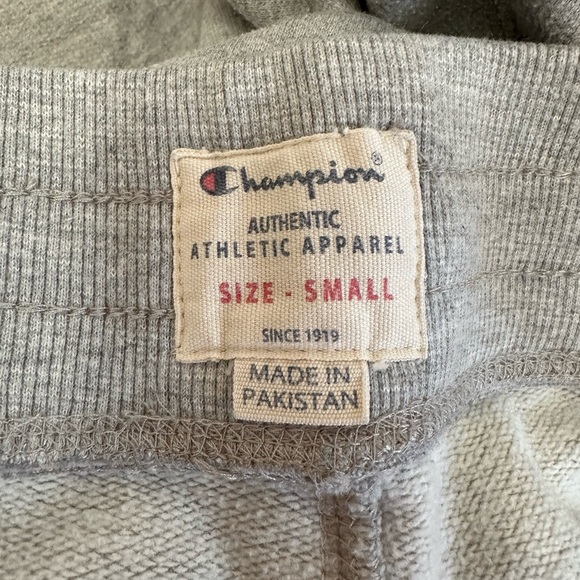 Champion®
AUTHENTIC
ATHLETIC APPAREL
SIZE - SMALL
SINCE 1919
MADE IN
PAKISTAN